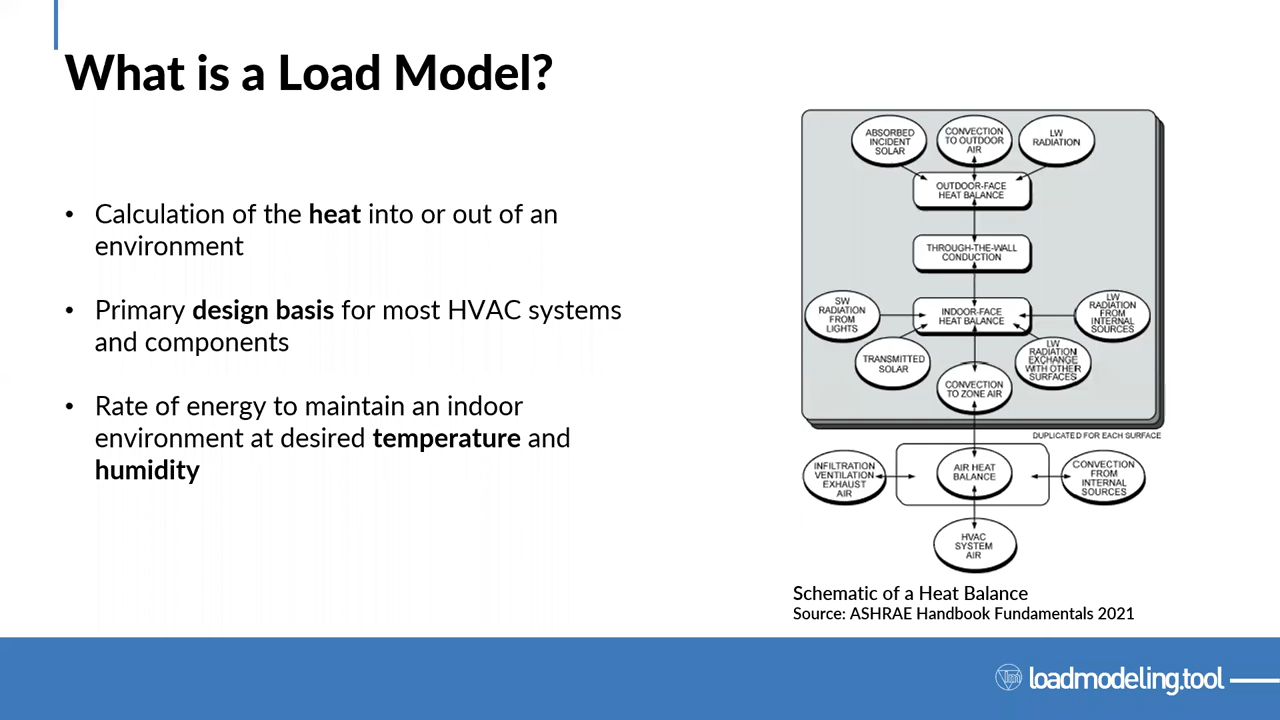 What is a Load Model?
• Calculation of the heat into or out of an
environment
• Primary design basis for most HVAC systems
and components
• Rate of energy to maintain an indoor
environment at desired temperature and
humidity
ABSORBED
INCIDENT
SOLAR
CONVECTION
TO OUTDOOR
AIR
LW
RADIATION
OUTDOOR-FACE
HEAT BALANCE
THROUGH-THE-WALL
CONDUCTION
SW
RADIATION
FROM
LIGHTS
INDOOR-FACE
HEAT BALANCE
LW
RADIATION
FROM
INTERNAL
SOURCES
TRANSMITTED
SOLAR
LW
RADIATION
EXCHANGE
WITH OTHER
SURFACES
CONVECTION
TO ZONE AIR
DUPLICATED FOR EACH SURFACE
INFILTRATION
VENTILATION
EXHAUST
AIR
AIR HEAT
BALANCE
CONVECTION
FROM
INTERNAL
SOURCES
HVAC
SYSTEM
AIR
Schematic of a Heat Balance
Source: ASHRAE Handbook Fundamentals 2021
loadmodeling.tool